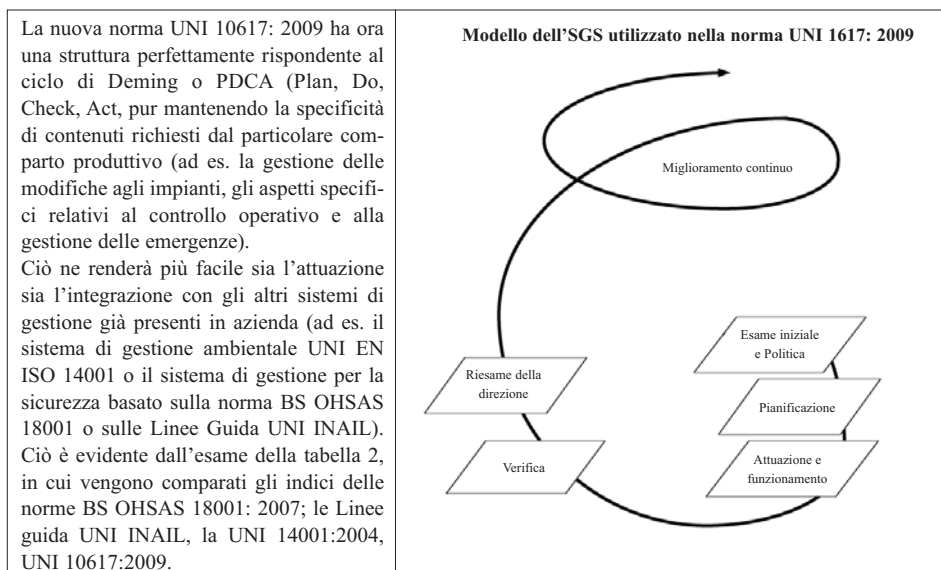 La nuova norma UNI 10617: 2009 ha ora
una struttura perfettamente rispondente al
ciclo di Deming o PDCA (Plan, Do,
Check, Act, pur mantenendo la specificità
di contenuti richiesti dal particolare com-
parto produttivo (ad es. la gestione delle
modifiche agli impianti, gli aspetti specifi-
ci relativi al controllo operativo e alla
gestione delle emergenze).
Ciò ne renderà più facile sia l'attuazione
sia l'integrazione con gli altri sistemi di
gestione già presenti in azienda (ad es. il
sistema di gestione ambientale UNI EN
ISO 14001 o il sistema di gestione per la
sicurezza basato sulla norma BS OHSAS
18001 o sulle Linee Guida UNI INAIL).
Ciò è evidente dall'esame della tabella 2,
in cui vengono comparati gli indici delle
norme BS OHSAS 18001: 2007; le Linee
guida UNI INAIL, la UNI 14001:2004,
UNI 10617:2009.
Modello dell'SGS utilizzato nella norma UNI 1617: 2009
Miglioramento continuo
Esame iniziale
e Politica
Pianificazione
Attuazione e
funzionamento
Verifica
Riesame della
direzione